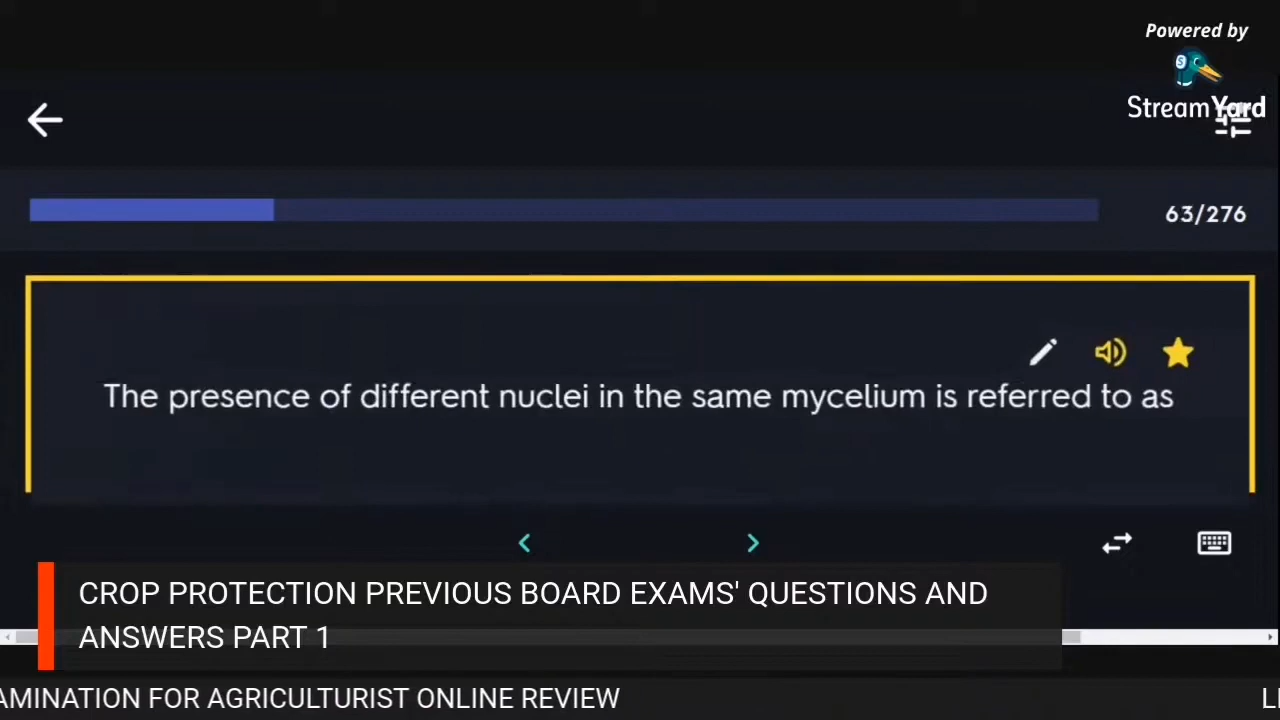 Powered by
StreamYard
63/276
The presence of different nuclei in the same mycelium is referred to as
CROP PROTECTION PREVIOUS BOARD EXAMS' QUESTIONS AND
ANSWERS PART 1
AMINATION FOR AGRICULTURIST ONLINE REVIEW